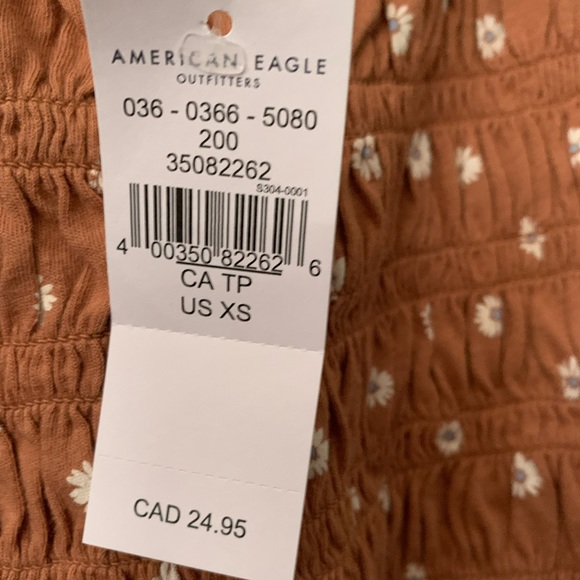 AMERICAN EAGLE
OUTFITTERS
036 - 0366 - 5080
200
35082262
S304-0001
4 00350 82262 6
CA TP
US XS
CAD 24.95